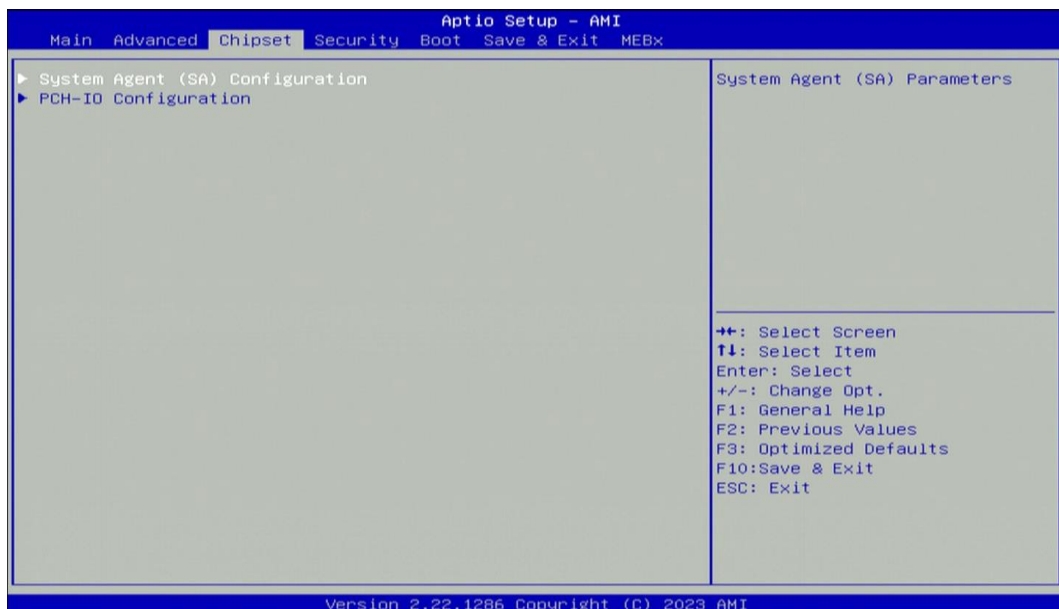 Aptio Setup – AMI
Main Advanced Chipset Security Boot Save & Exit MEBx
▶ System Agent (SA) Configuration
▶ PCH-IO Configuration
System Agent (SA) Parameters
→←: Select Screen
↑↓: Select Item
Enter: Select
+/-: Change Opt.
F1: General Help
F2: Previous Values
F3: Optimized Defaults
F10:Save & Exit
ESC: Exit
Version 2.22.1286 Copyright (C) 2023 AMI